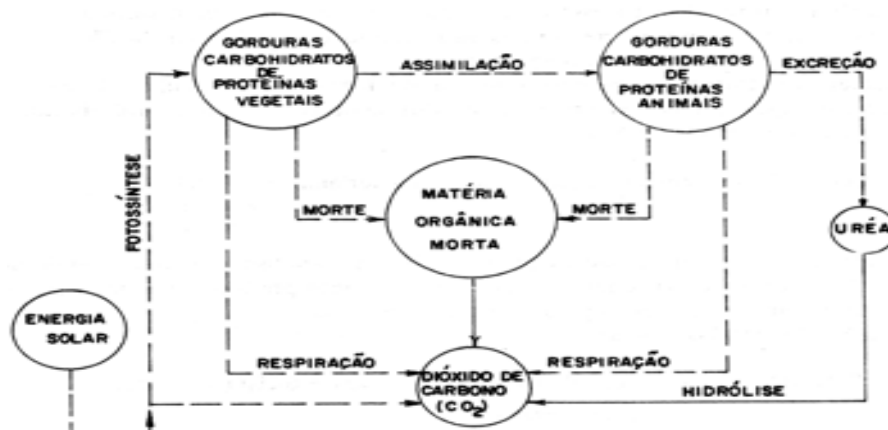 GORDURAS
CARBOHIDRATOS
DE
PROTEÍNAS
VEGETAIS
ASSIMILAÇÃO
GORDURAS
CARBOHIDRATOS
DE
PROTEÍNAS
ANIMAIS
EXCREÇÃO
FOTOSSÍNTESE
MATÉRIA
ORGÂNICA
MORTA
MORTE
MORTE
URÉA
ENERGIA
SOLAR
RESPIRAÇÃO
RESPIRAÇÃO
DIÓXIDO DE
CARBONO
(CO2)
HIDRÓLISE